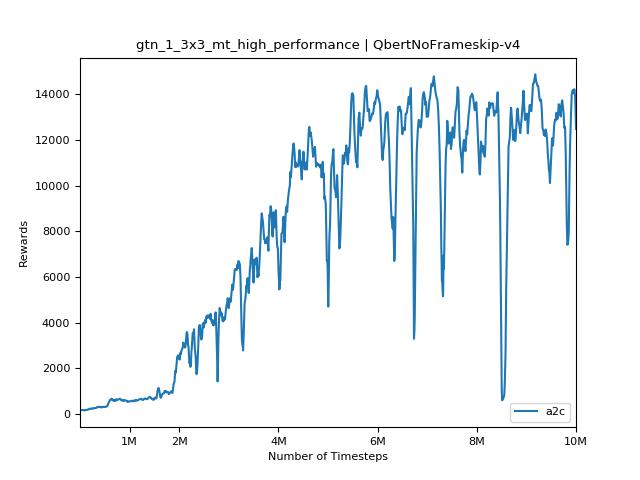 gtn_1_3x3_mt_high_performance | QbertNoFrameskip-v4
14000
12000
10000
8000
6000
4000
2000
0
Rewards
a2c
1M 2M 4M 6M 8M 10M
Number of Timesteps